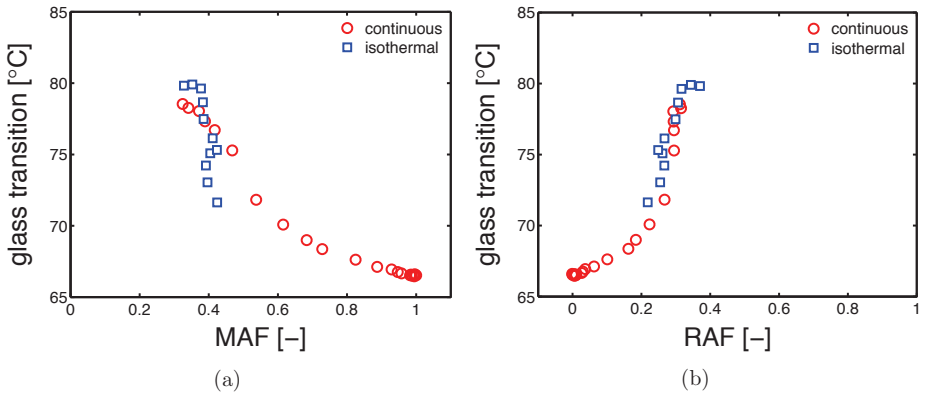 continuous
isothermal
glass transition [°C]
85
80
75
70
65
0
0.2
0.4
0.6
0.8
1
MAF [−]
(a)
continuous
isothermal
glass transition [°C]
85
80
75
70
65
0
0.2
0.4
0.6
0.8
1
RAF [−]
(b)